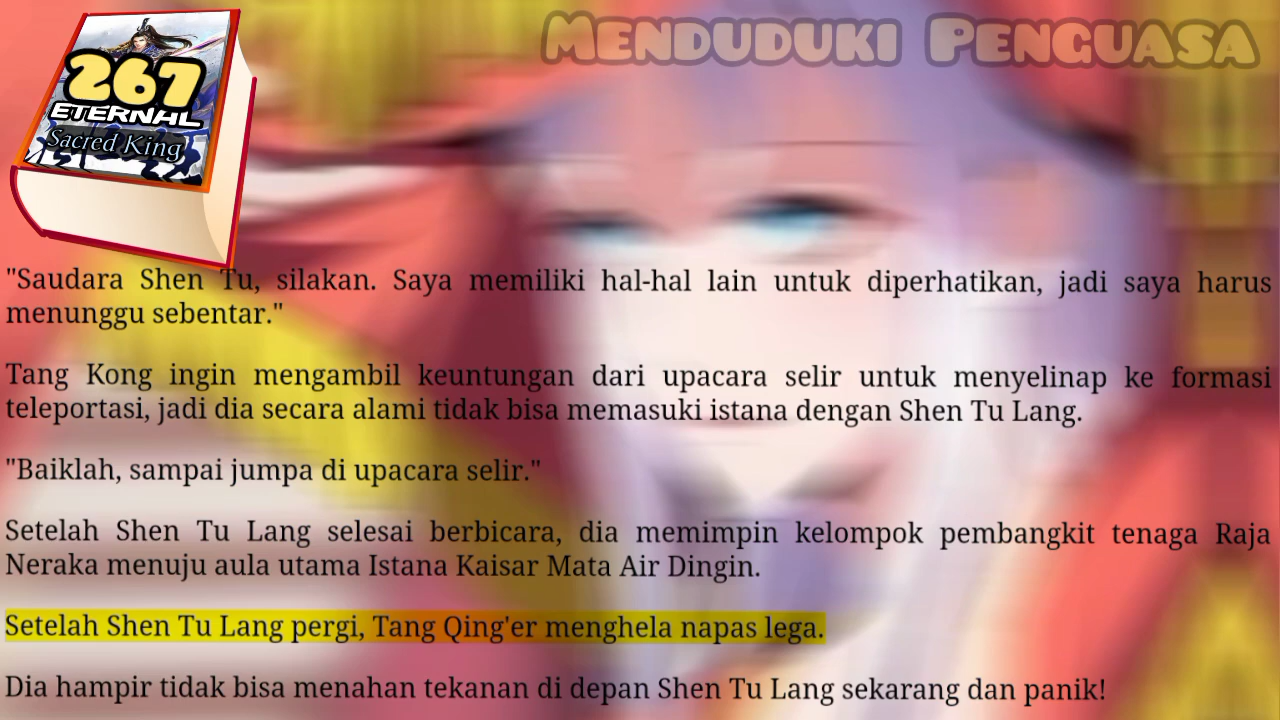 Menduduki Penguasa
267
ETERNAL
Sacred King
"Saudara Shen Tu, silakan. Saya memiliki hal-hal lain untuk diperhatikan, jadi saya harus
menunggu sebentar."
Tang Kong ingin mengambil keuntungan dari upacara selir untuk menyelinap ke formasi
teleportasi, jadi dia secara alami tidak bisa memasuki istana dengan Shen Tu Lang.
"Baiklah, sampai jumpa di upacara selir."
Setelah Shen Tu Lang selesai berbicara, dia memimpin kelompok pembangkit tenaga Raja
Neraka menuju aula utama Istana Kaisar Mata Air Dingin.
Setelah Shen Tu Lang pergi, Tang Qing'er menghela napas lega.
Dia hampir tidak bisa menahan tekanan di depan Shen Tu Lang sekarang dan panik!